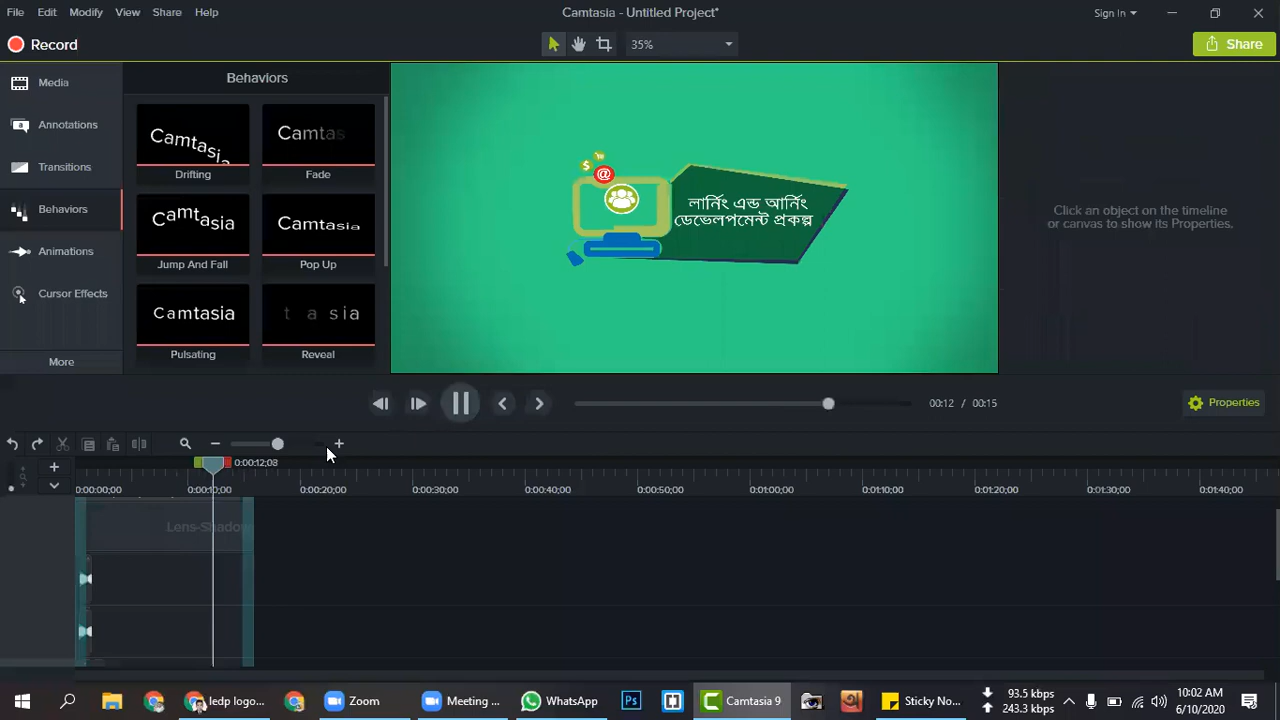 File Edit Modify View Share Help
Camtasia - Untitled Project*
Sign In
Record
35%
Share
Media
Annotations
Transitions
Behaviors
Animations
Cursor Effects
More
Behaviors
Camtasia
Drifting
Camtas
Fade
Camtasia
Jump And Fall
Camtasia
Pop Up
Camtasia
Pulsating
t a sia
Reveal
$
@
লার্নিং এন্ড আর্নিং
ডেভেলপমেন্ট প্রকল্প
Click an object on the timeline
or canvas to show its Properties.
00:12 / 00:15
Properties
0:00:12;03
0:00:00;00 0:00:10;00 0:00:20;00 0:00:30;00 0:00:40;00 0:00:50;00 0:01:00;00 0:01:10;00 0:01:20;00 0:01:30;00 0:01:40;00
Lens-Shadow
ledp logo...
Zoom
Meeting ...
WhatsApp
Ps
Camtasia 9
Sticky No...
93.5 kbps
243.3 kbps
10:02 AM
6/10/2020